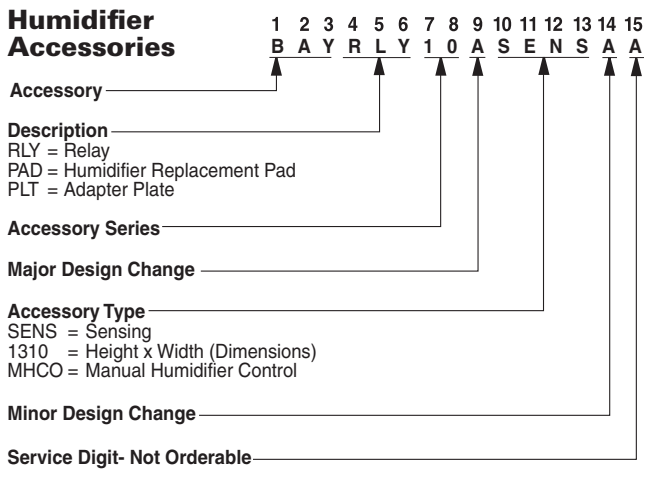 Humidifier
Accessories
1 2 3 4 5 6 7 8 9 10 11 12 13 14 15
B A Y R L Y 1 0 A S E N S A A
Accessory
Description
RLY = Relay
PAD = Humidifier Replacement Pad
PLT = Adapter Plate
Accessory Series
Major Design Change
Accessory Type
SENS = Sensing
1310 = Height x Width (Dimensions)
MHCO = Manual Humidifier Control
Minor Design Change
Service Digit- Not Orderable